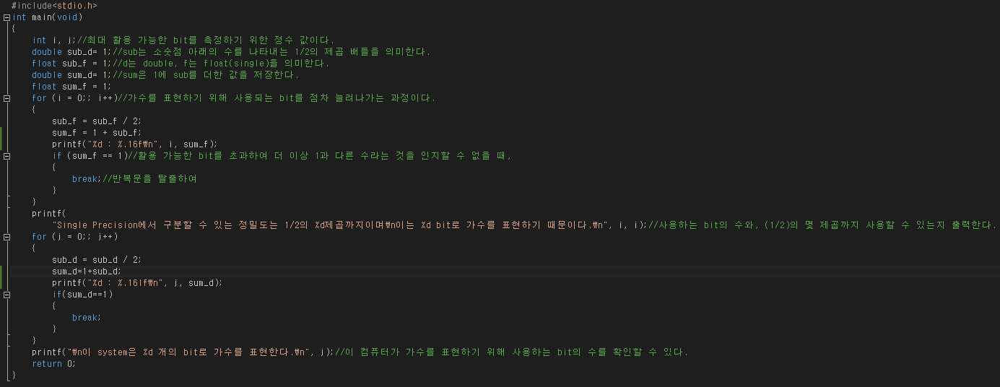 #include<stdio.h>
int main(void)
{
int i, j;//최대 활용 가능한 bit를 측정하기 위한 정수 값이다.
double sub_d= 1;//sub는 소숫점 아래의 수를 나타내는 1/2의 제곱 배들을 의미한다.
float sub_f = 1;//d는 double, f는 float(single)을 의미한다.
double sum_d= 1;//sum은 1에 sub를 더한 값을 저장한다.
float sum_f = 1;
for (i = 0;; i++)//가수를 표현하기 위해 사용되는 bit를 점차 늘려나가는 과정이다.
{
sub_f = sub_f / 2;
sum_f = 1 + sub_f;
printf("%d : %.16f₩n", i, sum_f);
if (sum_f == 1)//활용 가능한 bit를 초과하여 더 이상 1과 다른 수라는 것을 인지할 수 없을 때,
{
break;//반복문을 탈출하여
}
}
printf(
"Single Precision에서 구분할 수 있는 정밀도는 1/2의 %d제곱까지이며₩n이는 %d bit로 가수를 표현하기 때문이다.₩n", i, i);//사용하는 bit의 수와, (1/2)의 몇 제곱까지 사용할 수 있는지 출력한다.
for (j = 0;; j++)
{
sub_d = sub_d / 2;
sum_d=1+sub_d;
printf("%d : %.16lf₩n", j, sum_d);
if(sum_d==1)
{
break;
}
}
printf("₩n이 system은 %d 개의 bit로 가수를 표현한다.₩n", j);//이 컴퓨터가 가수를 표현하기 위해 사용하는 bit의 수를 확인할 수 있다.
return 0;
}